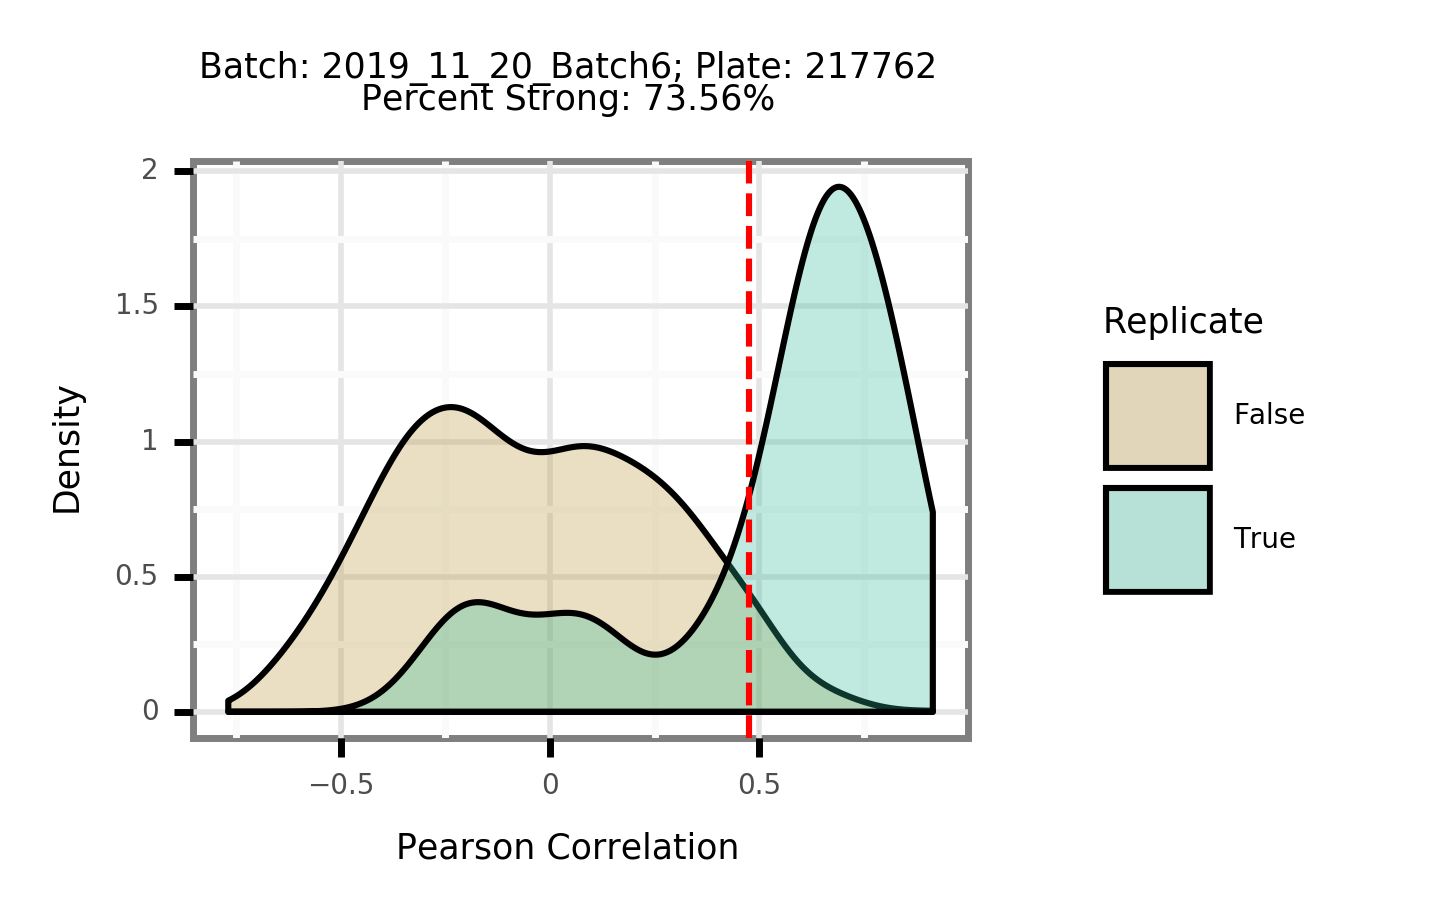 Batch: 2019_11_20_Batch6; Plate: 217762
Percent Strong: 73.56%
2
1.5
1
0.5
0
Density
−0.5
0
0.5
Pearson Correlation
Replicate
False
True